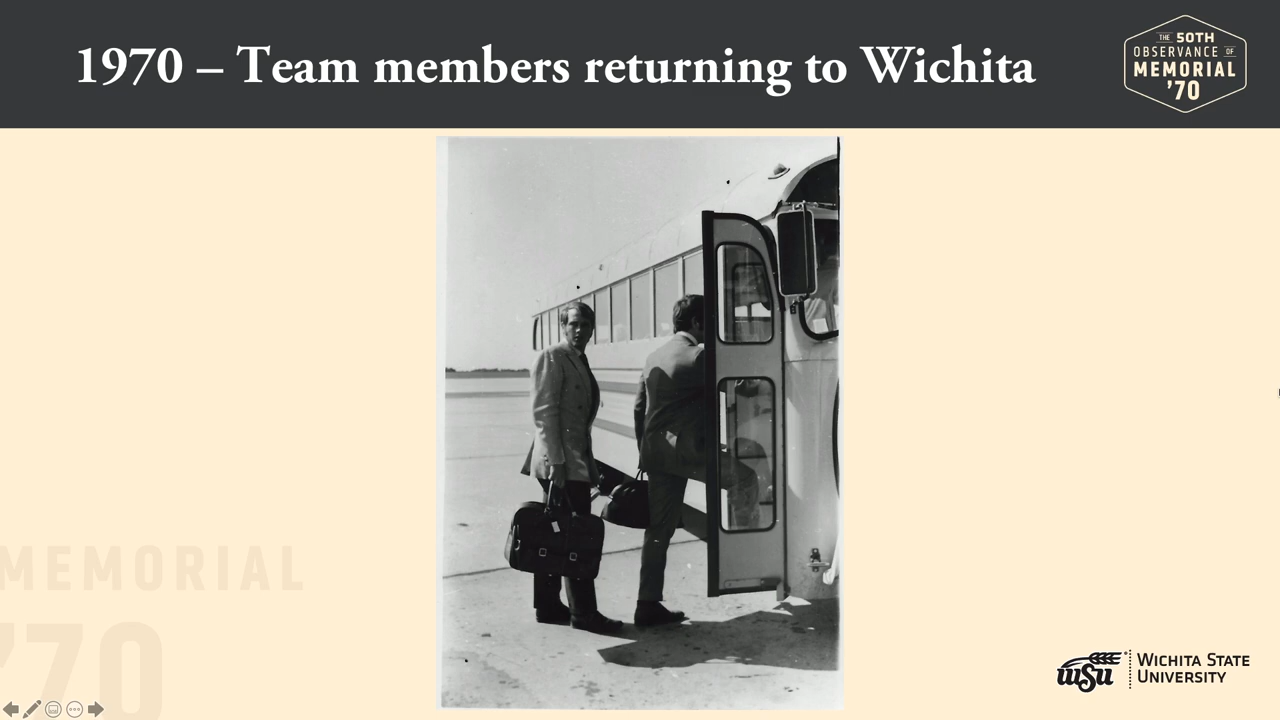 1970 – Team members returning to Wichita
THE 50TH
OBSERVANCE OF
MEMORIAL
’70
MEMORIAL
’70
wsu
WICHITA STATE
UNIVERSITY